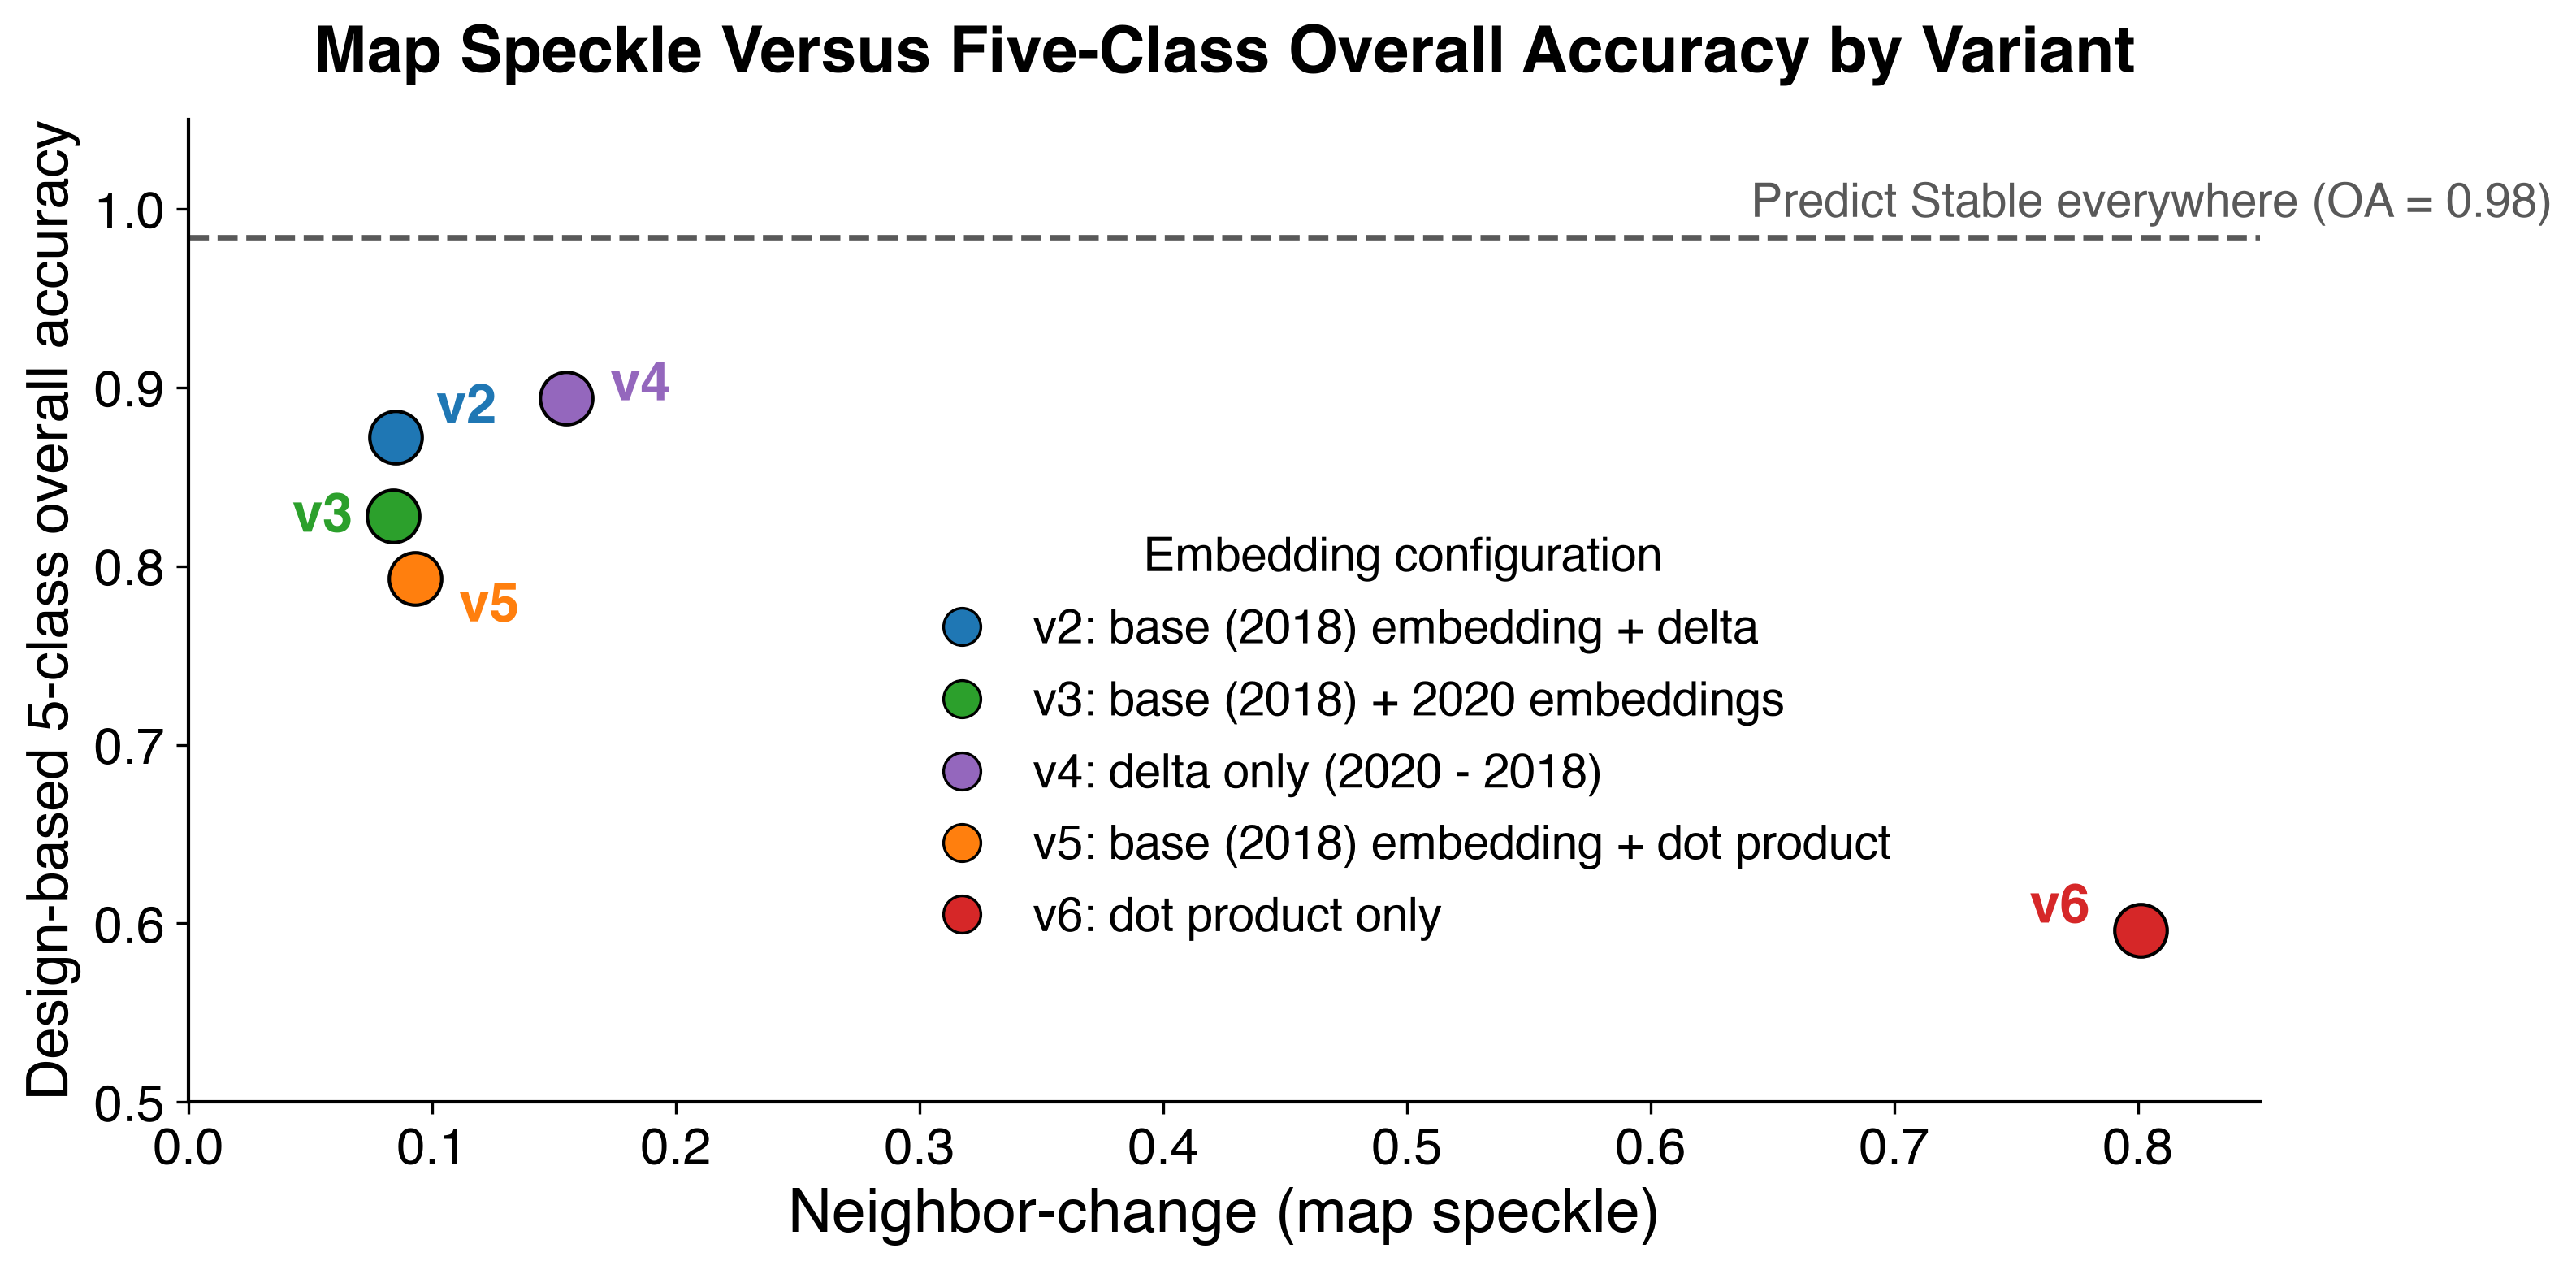 Map Speckle Versus Five-Class Overall Accuracy by Variant
Design-based 5-class overall accuracy
1.0
0.9
0.8
0.7
0.6
0.5
Predict Stable everywhere (OA = 0.98)
v4
v2
v3
v5
v6
Embedding configuration
v2: base (2018) embedding + delta
v3: base (2018) + 2020 embeddings
v4: delta only (2020 - 2018)
v5: base (2018) embedding + dot product
v6: dot product only
0.0 0.1 0.2 0.3 0.4 0.5 0.6 0.7 0.8
Neighbor-change (map speckle)